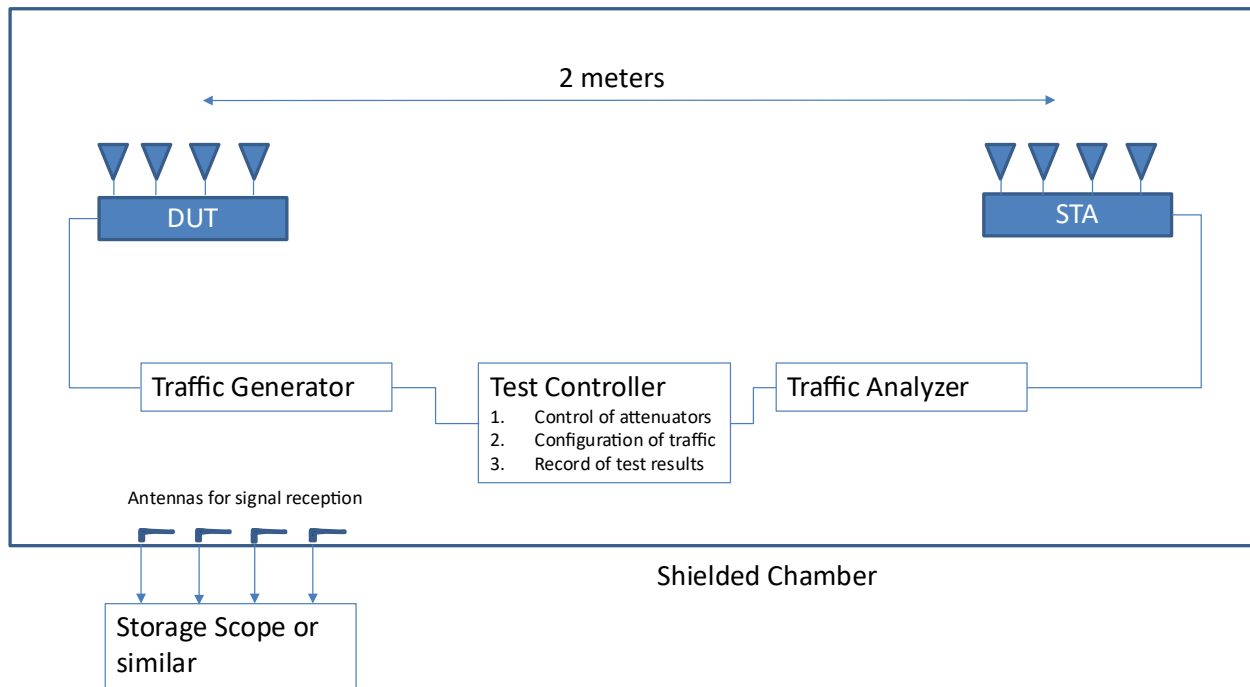 2 meters
DUT
STA
Traffic Generator
Test Controller
1. Control of attenuators
2. Configuration of traffic
3. Record of test results
Traffic Analyzer
Antennas for signal reception
Shielded Chamber
Storage Scope or
similar